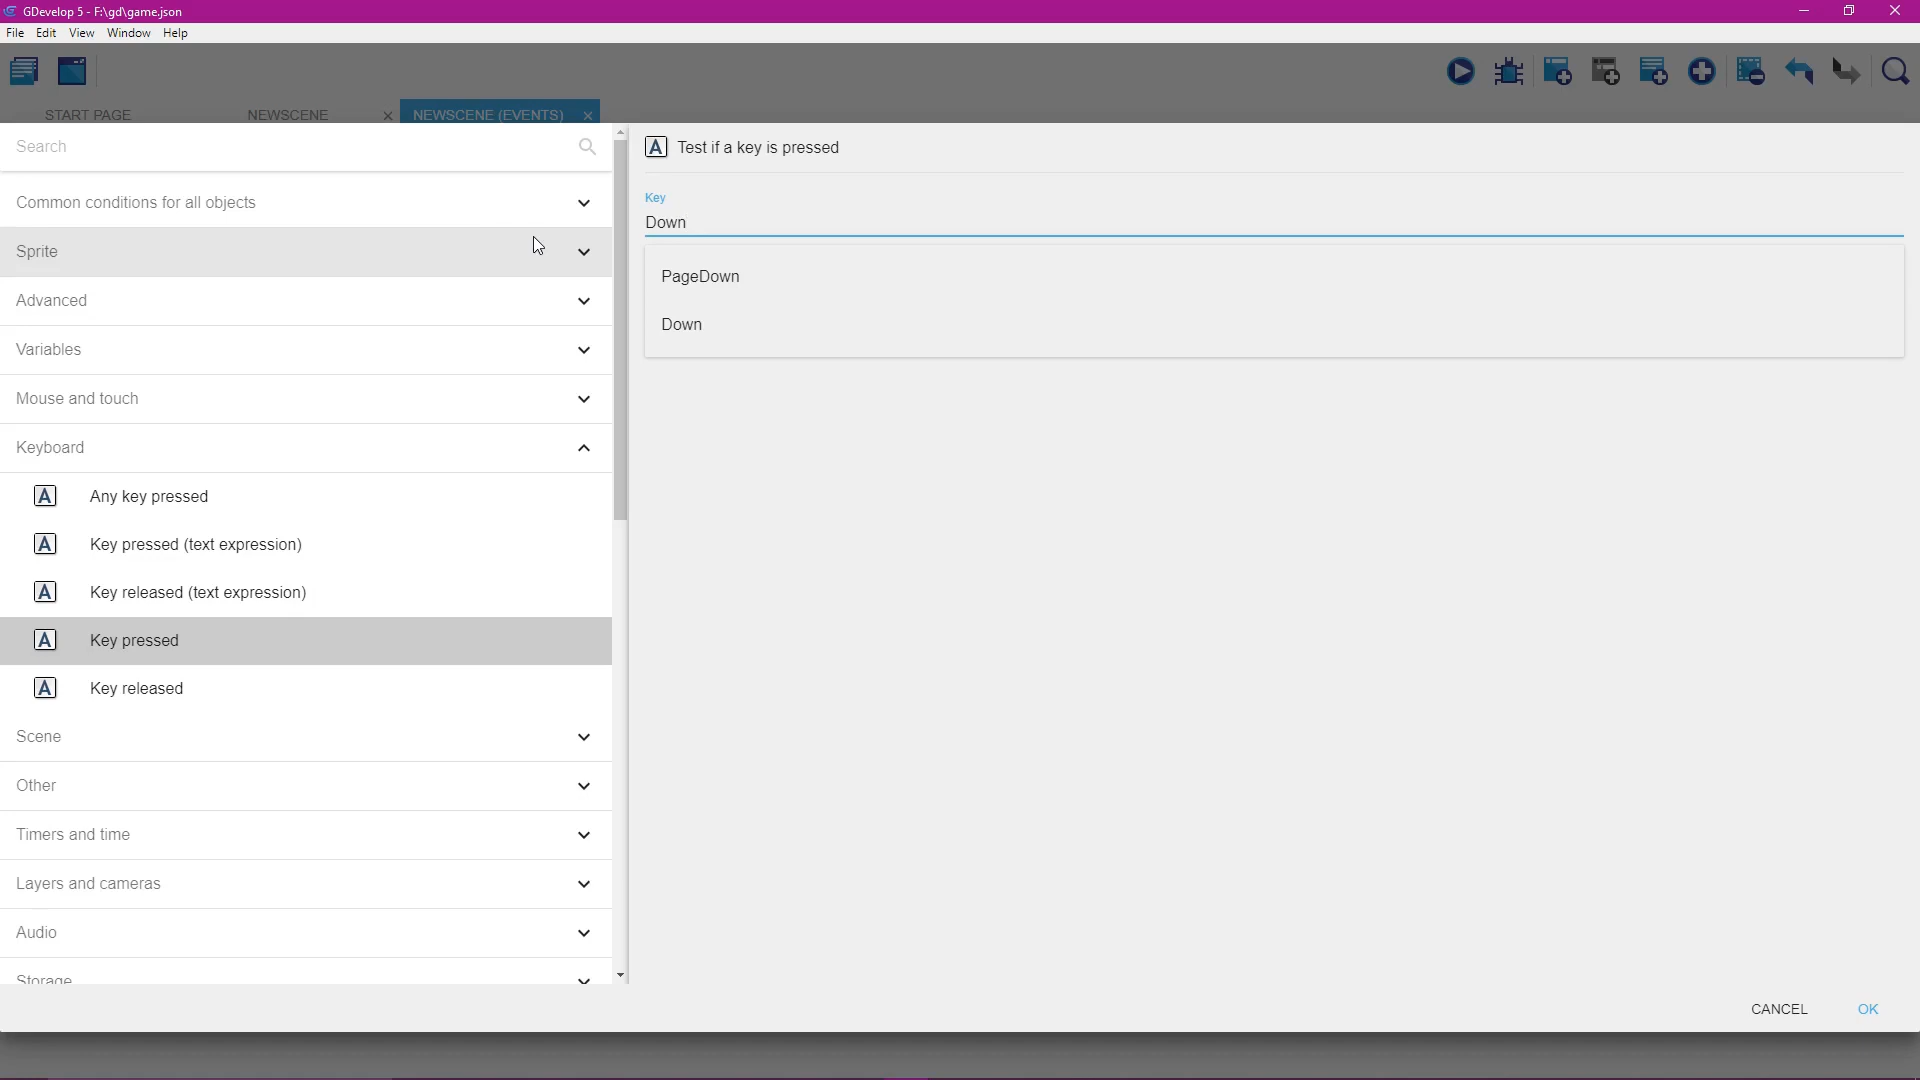 GDevelop 5 - F:\gd\game.json
File Edit View Window Help
START PAGE NEWSCENE NEWSCENE (EVENTS)
Search
Common conditions for all objects
Sprite
Advanced
Variables
Mouse and touch
Keyboard
Any key pressed
Key pressed (text expression)
Key released (text expression)
Key pressed
Key released
Scene
Other
Timers and time
Layers and cameras
Audio
Storage
Test if a key is pressed
Key
Down
PageDown
Down
CANCEL OK